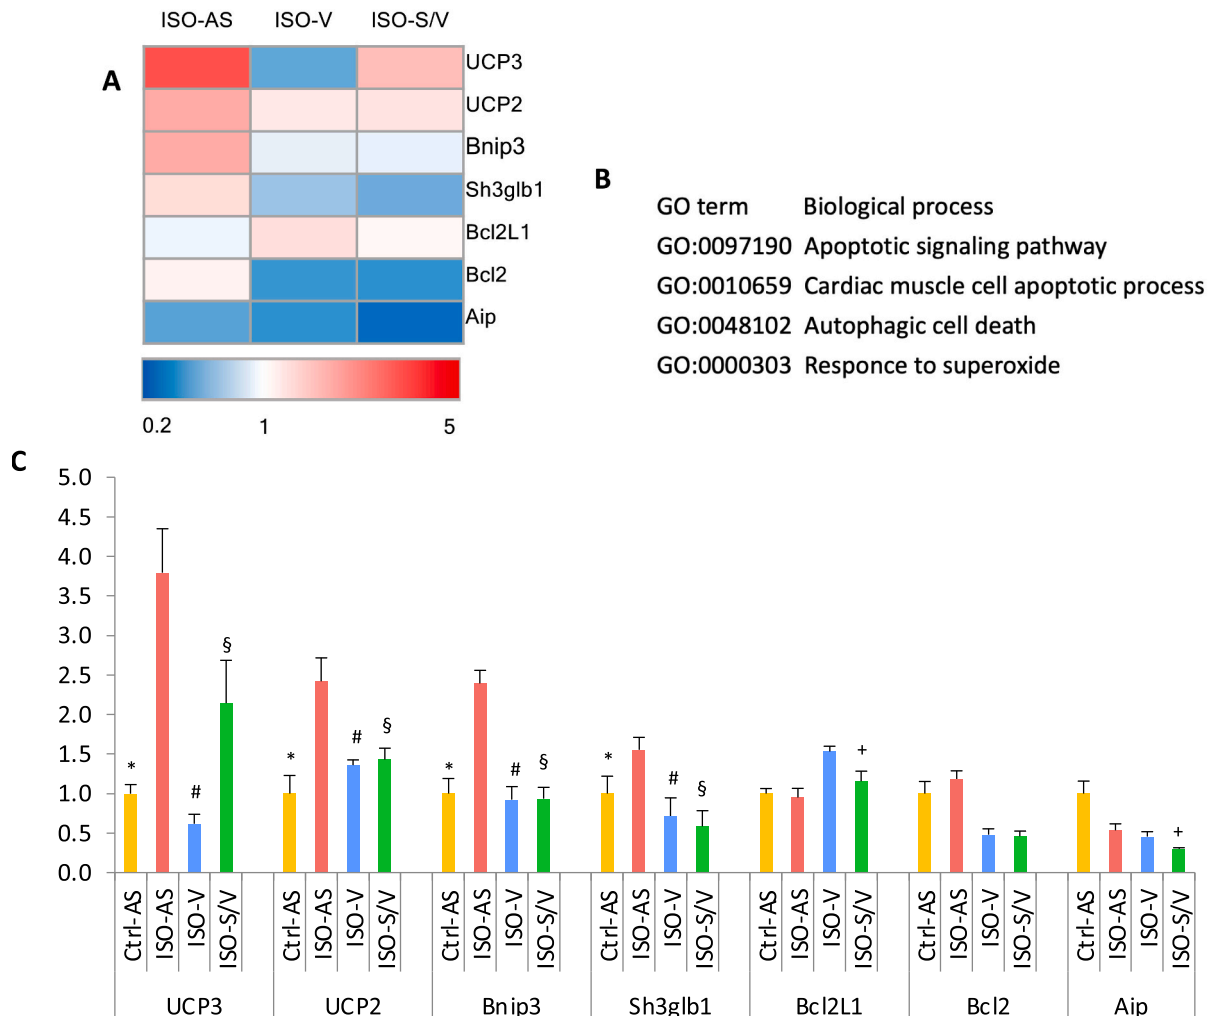 ISO-AS ISO-V ISO-S/V
A
UCP3
UCP2
Bnip3
Sh3glb1
Bcl2L1
Bcl2
Aip
0.2 1 5
B
GO term Biological process
GO:0097190 Apoptotic signaling pathway
GO:0010659 Cardiac muscle cell apoptotic process
GO:0048102 Autophagic cell death
GO:0000303 Responce to superoxide
C
5.0
4.5
4.0
3.5
3.0
2.5
2.0
1.5
1.0
0.5
0.0
* # §
* # §
* # §
* # §
+
+
Ctrl-AS ISO-AS ISO-V ISO-S/V
Ctrl-AS ISO-AS ISO-V ISO-S/V
Ctrl-AS ISO-AS ISO-V ISO-S/V
Ctrl-AS ISO-AS ISO-V ISO-S/V
Ctrl-AS ISO-AS ISO-V ISO-S/V
Ctrl-AS ISO-AS ISO-V ISO-S/V
Ctrl-AS ISO-AS ISO-V ISO-S/V
UCP3 UCP2 Bnip3 Sh3glb1 Bcl2L1 Bcl2 Aip